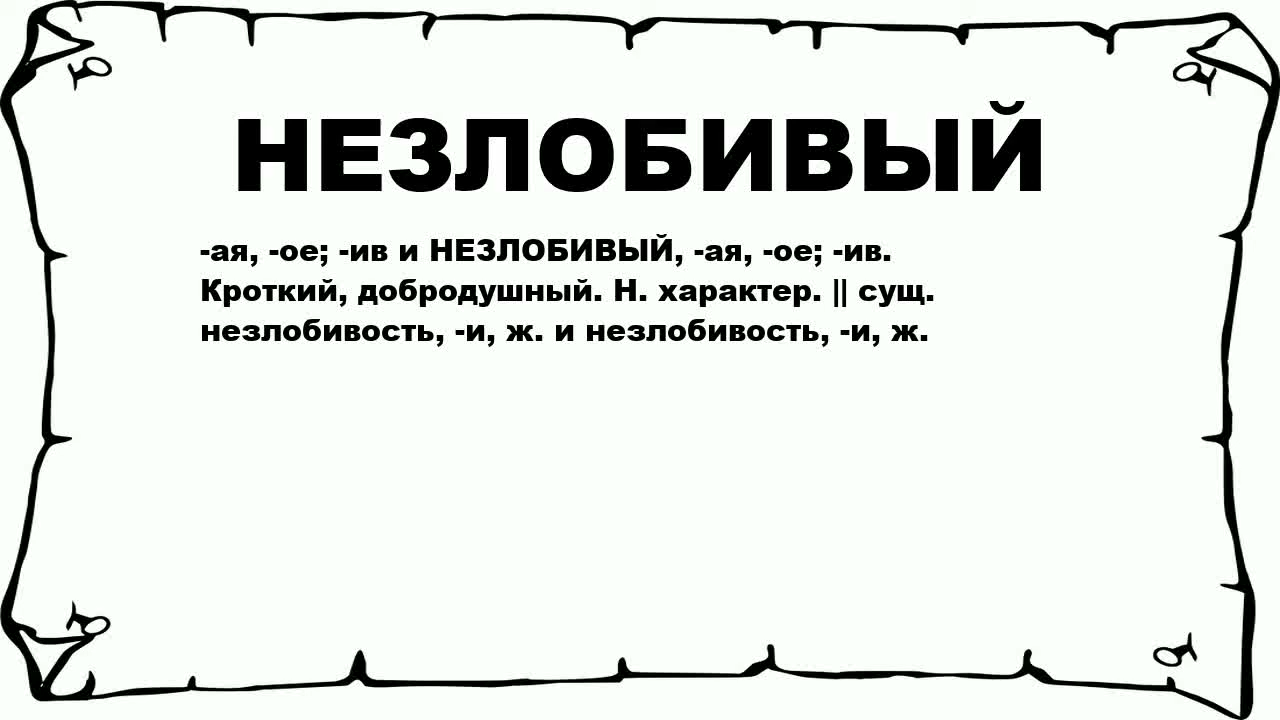 НЕЗЛОБИВЫЙ
-ая, -ое; -ив и НЕЗЛОБИВЫЙ, -ая, -ое; -ив.
Кроткий, добродушный. Н. характер. || сущ.
незлобивость, -и, ж. и незлобивость, -и, ж.